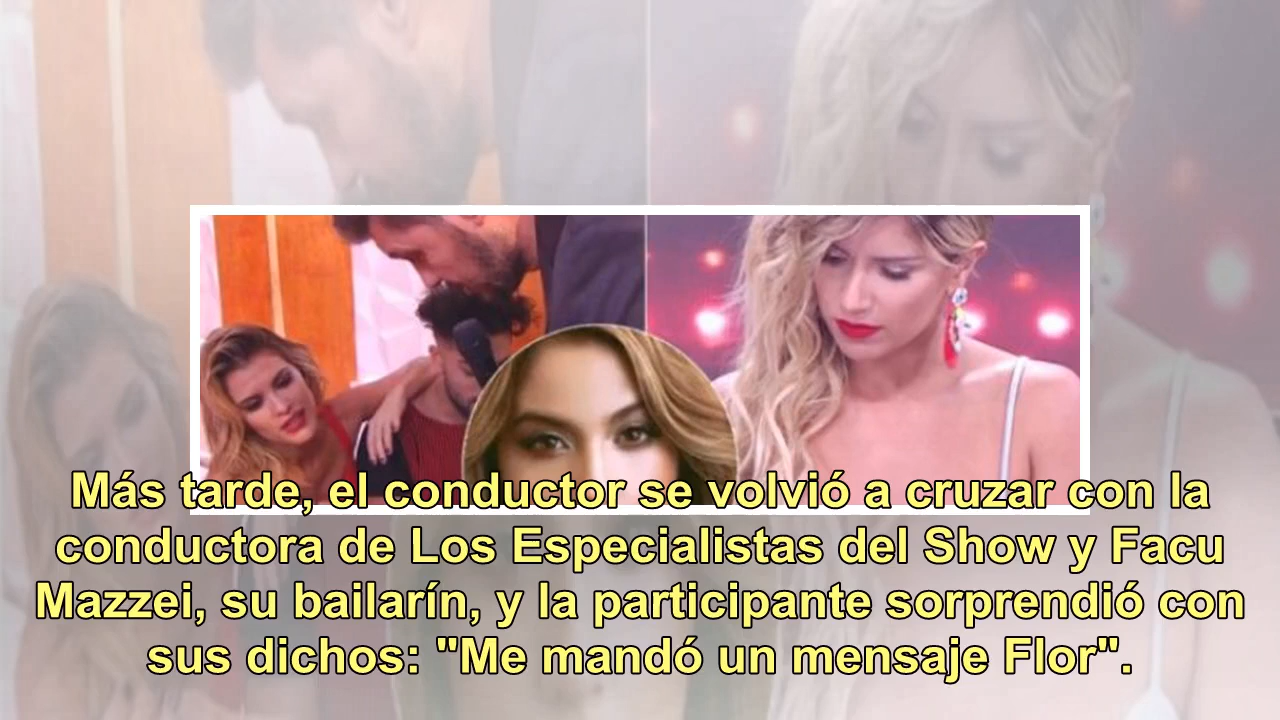 Más tarde, el conductor se volvió a cruzar con la
conductora de Los Especialistas del Show y Facu
Mazzei, su bailarín, y la participante sorprendió con
sus dichos: "Me mandó un mensaje Flor".